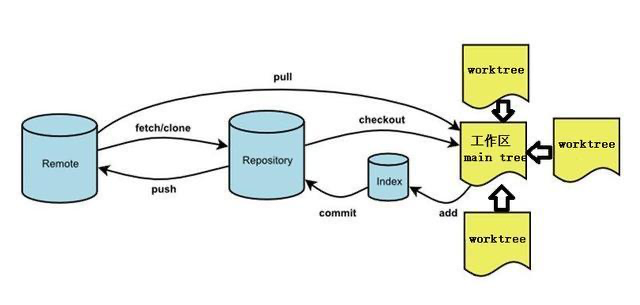 worktree
pull
fetch/clone
checkout
工作区
main tree
worktree
Remote
Repository
Index
push
commit
add
worktree